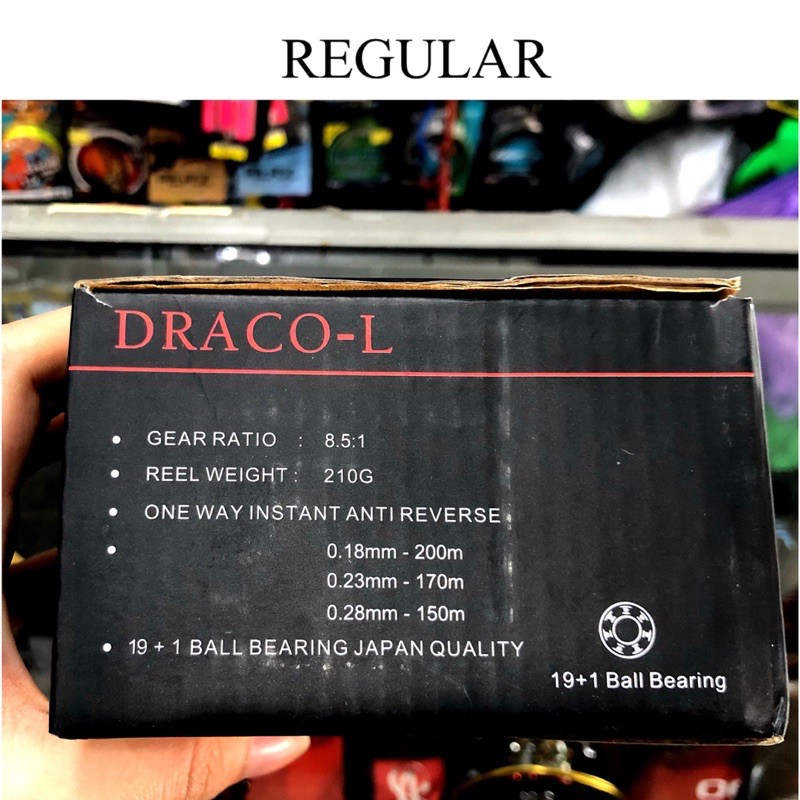 REGULAR
DRACO-L
• GEAR RATIO : 8.5:1
• REEL WEIGHT : 210G
• ONE WAY INSTANT ANTI REVERSE
• 0.18mm - 200m
0.23mm - 170m
0.28mm - 150m
• 19 + 1 BALL BEARING JAPAN QUALITY
19+1 Ball Bearing